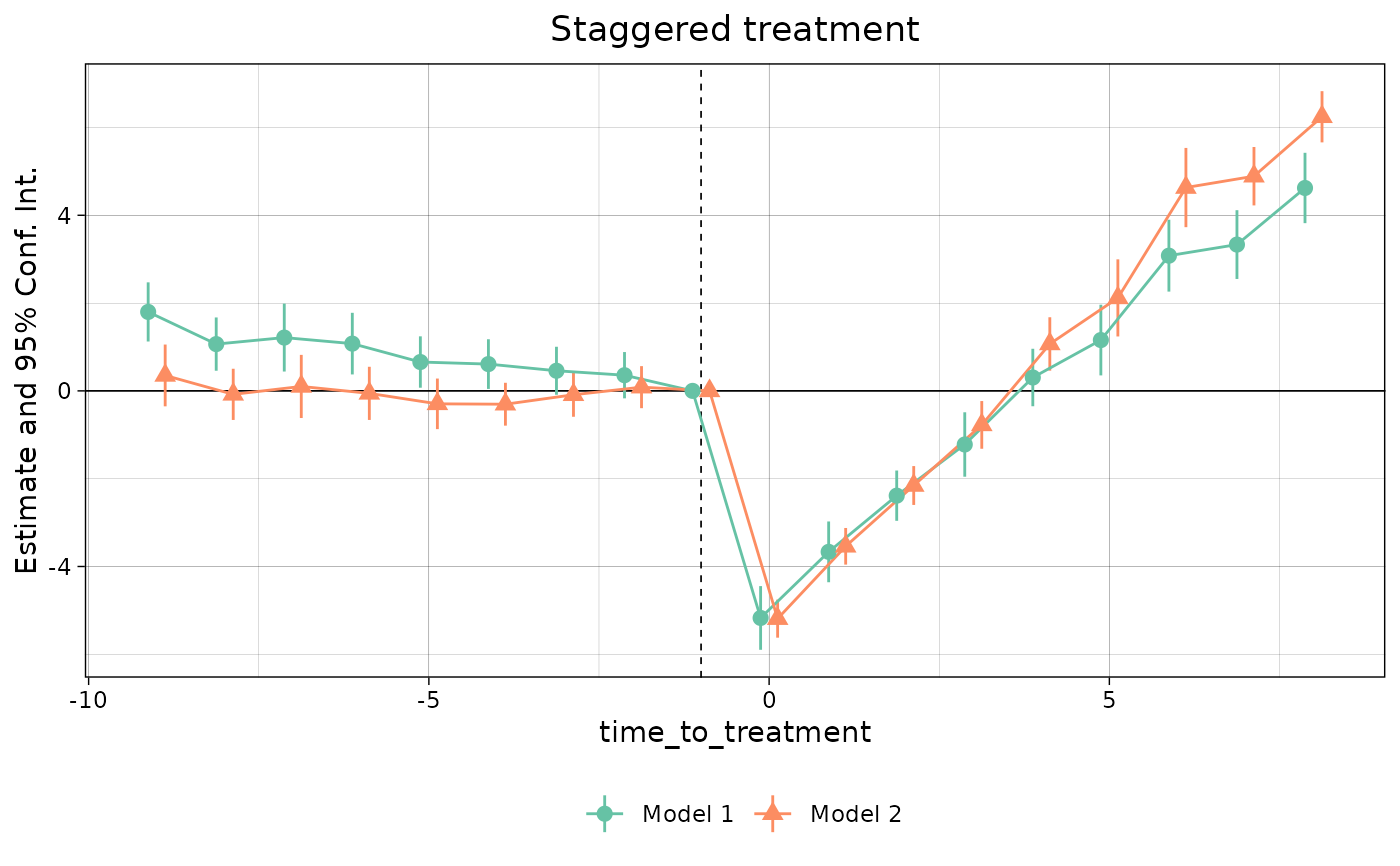 Staggered treatment
Estimate and 95% Conf. Int.
4
0
-4
-10 -5 0 5
time_to_treatment
Model 1 Model 2